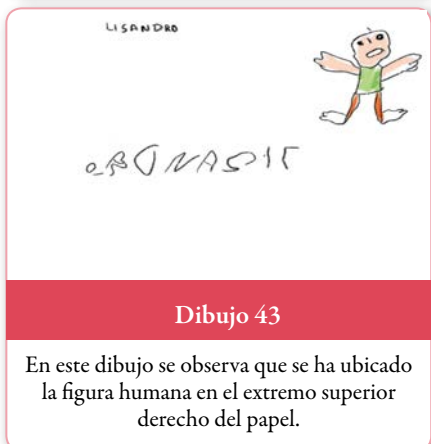 LISANDRO
ORDNASIL
Dibujo 43
En este dibujo se observa que se ha ubicado
la figura humana en el extremo superior
derecho del papel.